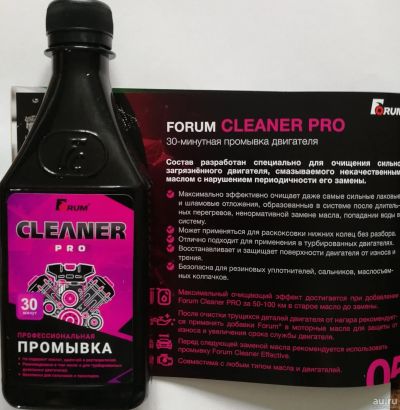 FORUM
CLEANER
PRO
30
минут
ПРОФЕССИОНАЛЬНАЯ
ПРОМЫВКА
FORUM
FORUM CLEANER PRO
30-минутная промывка двигателя
Состав разработан специально для очищения сильно
загрязнённого двигателя, смазываемого некачественным
маслом с нарушением периодичности его замены.
Максимально эффективно очищает даже самые сильные лаковые
и шламовые отложения, образованные в системе после длитель-
ных перегревов, ненормативной замене масла, попадании воды в
систему.
Может применяться для раскоксовки нижних колец без разбора.
Отлично подходит для применения в турбированных двигателях.
Восстанавливает и защищает поверхности двигателя от износа и
трения.
Безопасна для резиновых уплотнителей, сальников, маслосъем-
ных колпачков.
Максимальный очищающий эффект достигается при добавлении
Forum Cleaner PRO за 50-100 км в старое масло до замены.
После очистки трущихся деталей двигателя от нагара рекомендует-
ся применять добавки Forum® в моторные масла для защиты от
износа и увеличения срока службы двигателя.
Перед следующей заменой масла рекомендуется использовать
промывку Forum Cleaner Effective.
Совместима с любым типом масла и двигателей.
05
au.ru